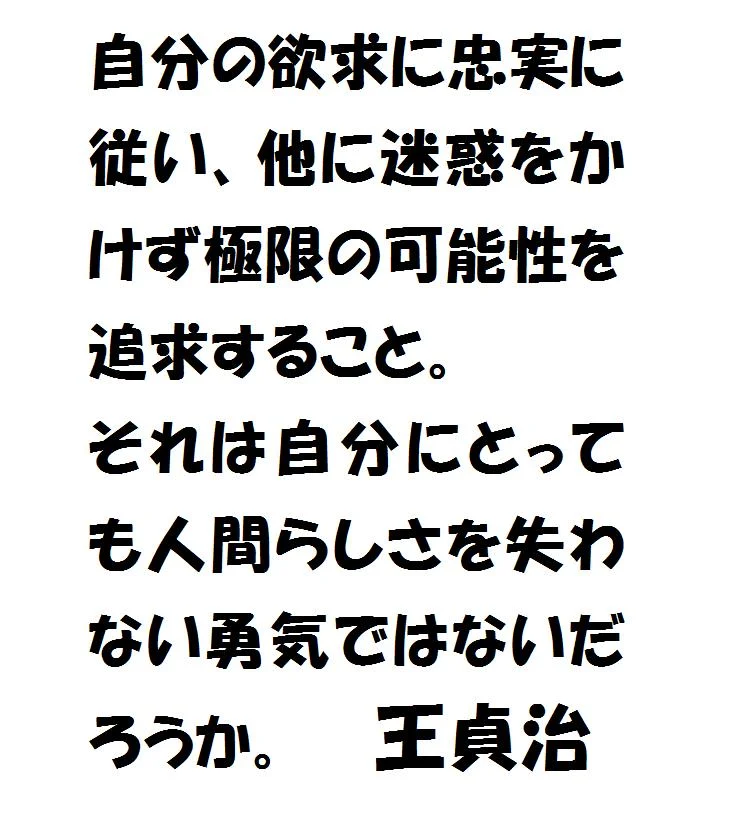 自分の欲求に忠実に
従い、他に迷惑をか
けず極限の可能性を
追求すること。
それは自分にとって
も人間らしさを失わ
ない勇気ではないだ
ろうか。 王貞治